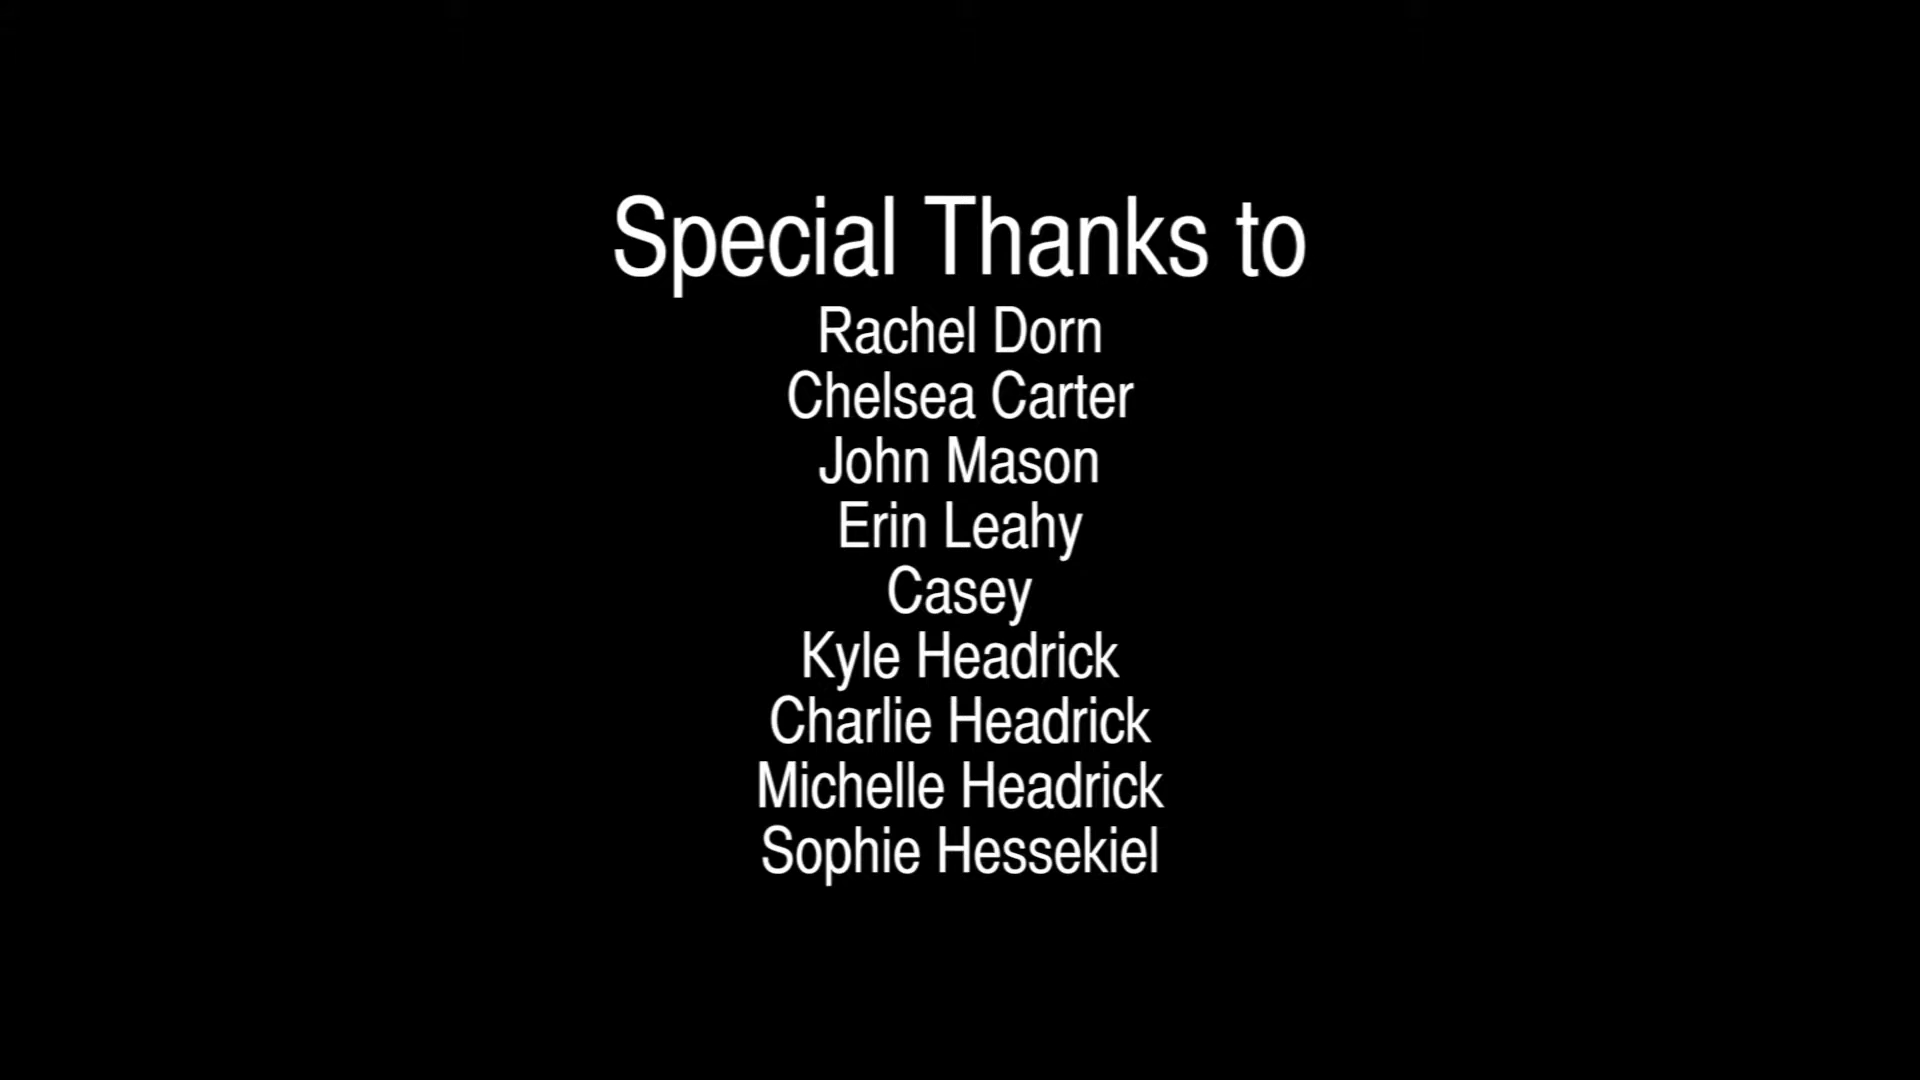 Special Thanks to
Rachel Dorn
Chelsea Carter
John Mason
Erin Leahy
Casey
Kyle Headrick
Charlie Headrick
Michelle Headrick
Sophie Hessekiel